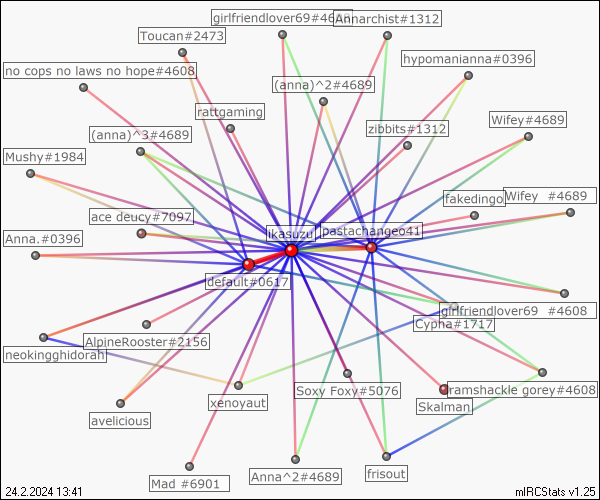 girlfriendlover69#4608
Annarchist#1312
Toucan#2473
hypomanianna#0396
no cops no laws no hope#4608
(anna)^2#4689
rattgaming
Wifey#4689
zibbits#1312
(anna)^3#4689
Mushy#1984
fakedingo
Wifey #4689
ace deucy#7097
ikasuzu
pastachangeo41
Anna.#0396
default#0617
girlfriendlover69 #4608
Cypha#1717
AlpineRooster#2156
neokingghidorah
Soxy Foxy#5076
ramshackle gorey#4608
xenoyaut
Skalman
avelicious
Mad #6901
Anna^2#4689
frisout
24.2.2024 13:41
mIRCStats v1.25